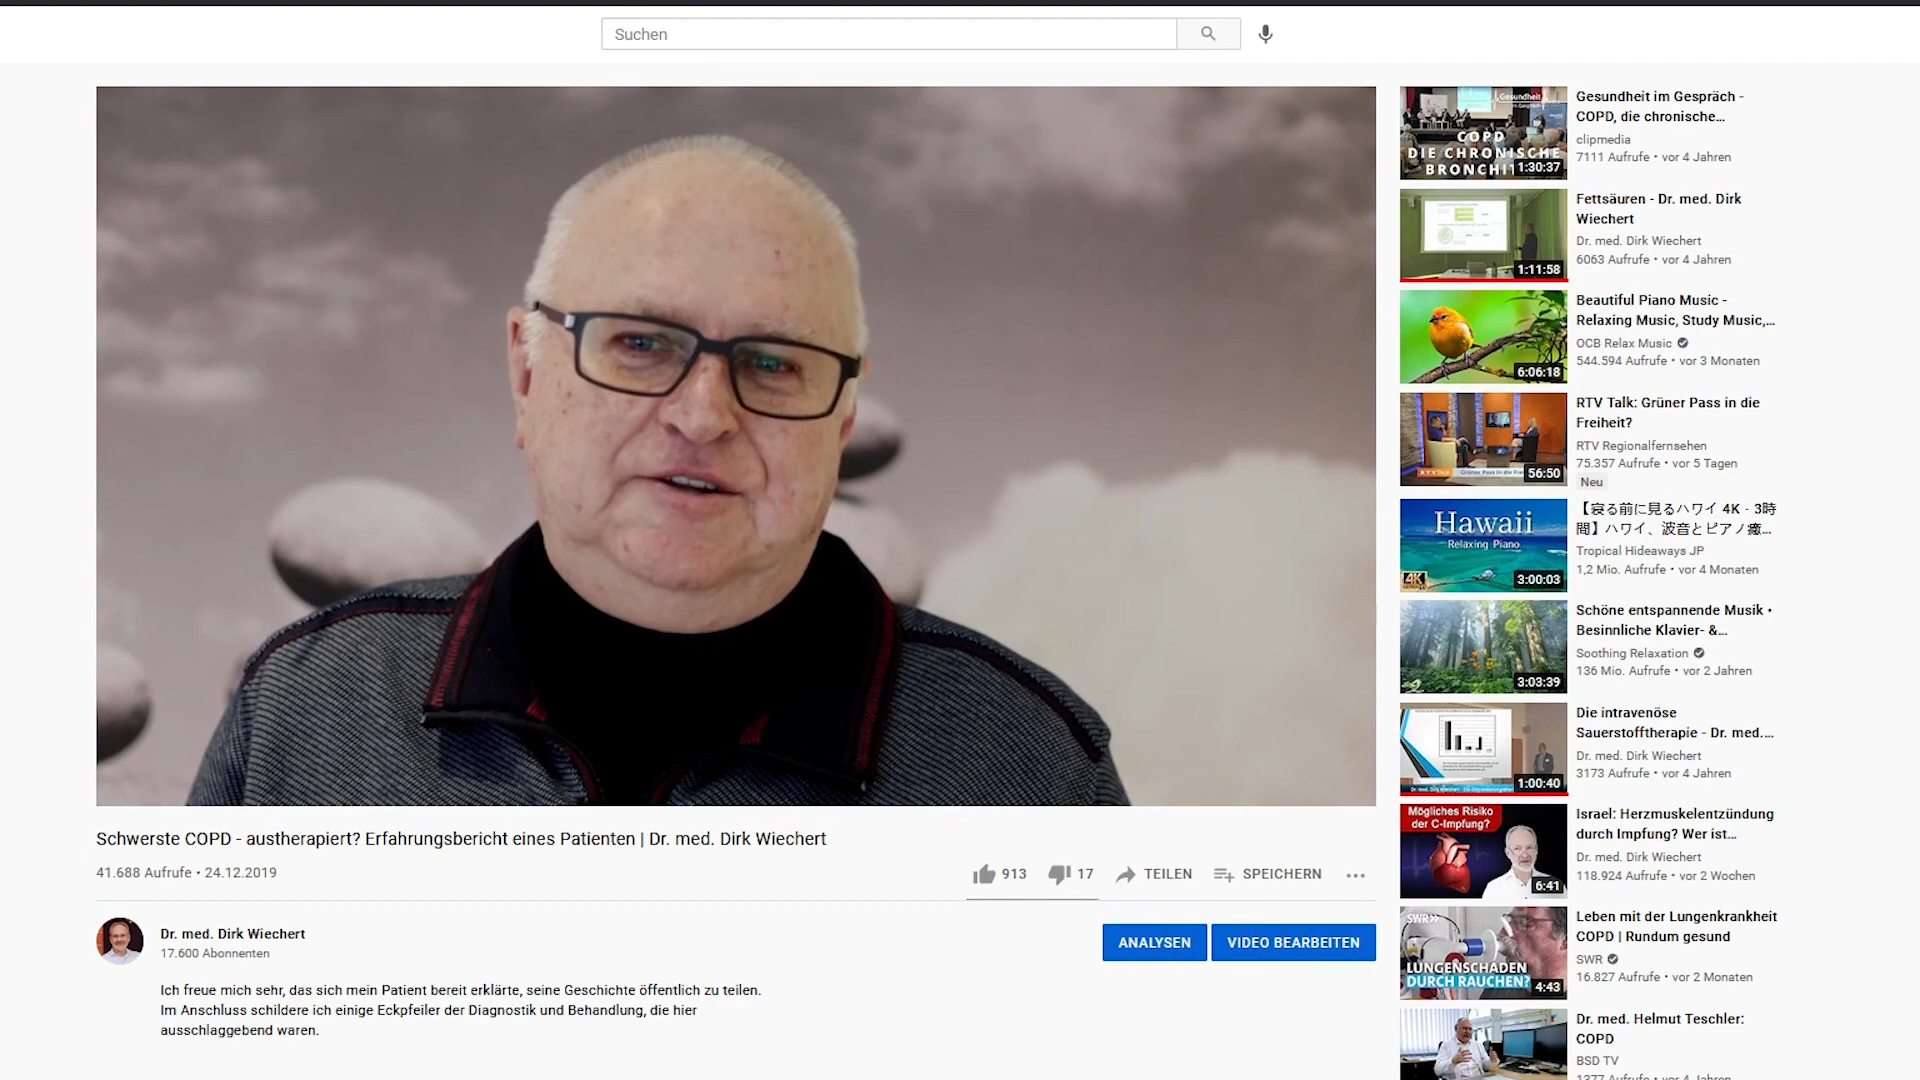 Suchen
Schwerste COPD - austherapiert? Erfahrungsbericht eines Patienten | Dr. med. Dirk Wiechert
41.688 Aufrufe • 24.12.2019
913
17
TEILEN
SPEICHERN
Dr. med. Dirk Wiechert
17.600 Abonnenten
ANALYSEN
VIDEO BEARBEITEN
Ich freue mich sehr, das sich mein Patient bereit erklärte, seine Geschichte öffentlich zu teilen.
Im Anschluss schildere ich einige Eckpfeiler der Diagnostik und Behandlung, die hier
ausschlaggebend waren.
Gesundheit
COPD
DIE CHRONISCHE
1:30:37
Gesundheit im Gespräch -
COPD, die chronische...
clipmedia
7111 Aufrufe • vor 4 Jahren
1:11:58
Fettsäuren - Dr. med. Dirk
Wiechert
Dr. med. Dirk Wiechert
6063 Aufrufe • vor 4 Jahren
6:06:18
Beautiful Piano Music -
Relaxing Music, Study Music,...
OCB Relax Music
544.594 Aufrufe • vor 3 Monaten
56:50
RTV Talk: Grüner Pass in die
Freiheit?
RTV Regionalfernsehen
75.357 Aufrufe • vor 5 Tagen
Neu
Hawaii
Relaxing Piano
4K
3:00:03
【寝る前に見るハワイ 4K - 3時
間】ハワイ、波音とピアノ癒...
Tropical Hideaways JP
1,2 Mio. Aufrufe • vor 4 Monaten
3:03:39
Schöne entspannende Musik •
Besinnliche Klavier- &...
Soothing Relaxation
136 Mio. Aufrufe • vor 2 Jahren
1:00:40
Die intravenöse
Sauerstofftherapie - Dr. med....
Dr. med. Dirk Wiechert
3173 Aufrufe • vor 4 Jahren
Mögliches Risiko
der C-Impfung?
6:41
Israel: Herzmuskelentzündung
durch Impfung? Wer ist...
Dr. med. Dirk Wiechert
118.924 Aufrufe • vor 2 Wochen
SWR»
LUNGENSCHADEN
DURCH RAUCHEN?
4:43
Leben mit der Lungenkrankheit
COPD | Rundum gesund
SWR
16.827 Aufrufe • vor 2 Monaten
Dr. med. Helmut Teschler:
COPD
BSD TV
1377 Aufrufe • vor 4 Jahren